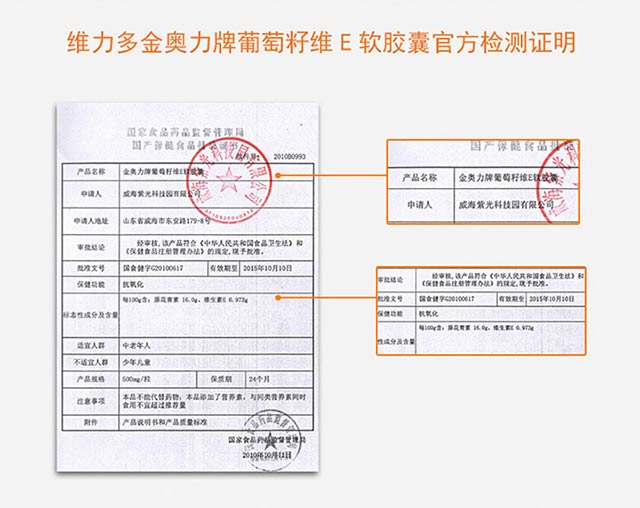 维力多金奥力牌葡萄籽维E软胶囊官方检测证明
国家食品药品监督管理局
国产保健食品
2010B0993
产品名称 金奥力牌葡萄籽维E软胶囊
申请人 威海紫光科技园有限公司
申请人地址 山东省威海市东安路179-8号
审批结论 经审核,该产品符合《中华人民共和国食品卫生法》和
《保健食品注册管理办法》的规定,现予批准。
批准文号 国食健字G20100617 有效期至 2015年10月10日
保健功能 抗氧化
标志性成分及含量 每100g含: 原花青素 16.0g、维生素E 0.973g
适宜人群 中老年人
不适宜人群 少年儿童
产品规格 500mg/粒 保质期 24个月
注意事项 本品不能代替药物;本品添加了营养素,与同类营养素同时
食用不宜超过推荐量
附件 产品说明书和产品质量标准
国家食品药品监督管理局
2010年10月11日
国产保健食品
产品名称 金奥力牌葡萄籽维E软胶囊
申请人 威海紫光科技园有限公司
审批结论 经审核,该产品符合《中华人民共和国食品卫生法》和
《保健食品注册管理办法》的规定,现予批准。
批准文号 国食健字G20100617 有效期至 2015年10月10日
保健功能 抗氧化
性成分及含量 每100g含: 原花青素 16.0g、维生素E 0.973g